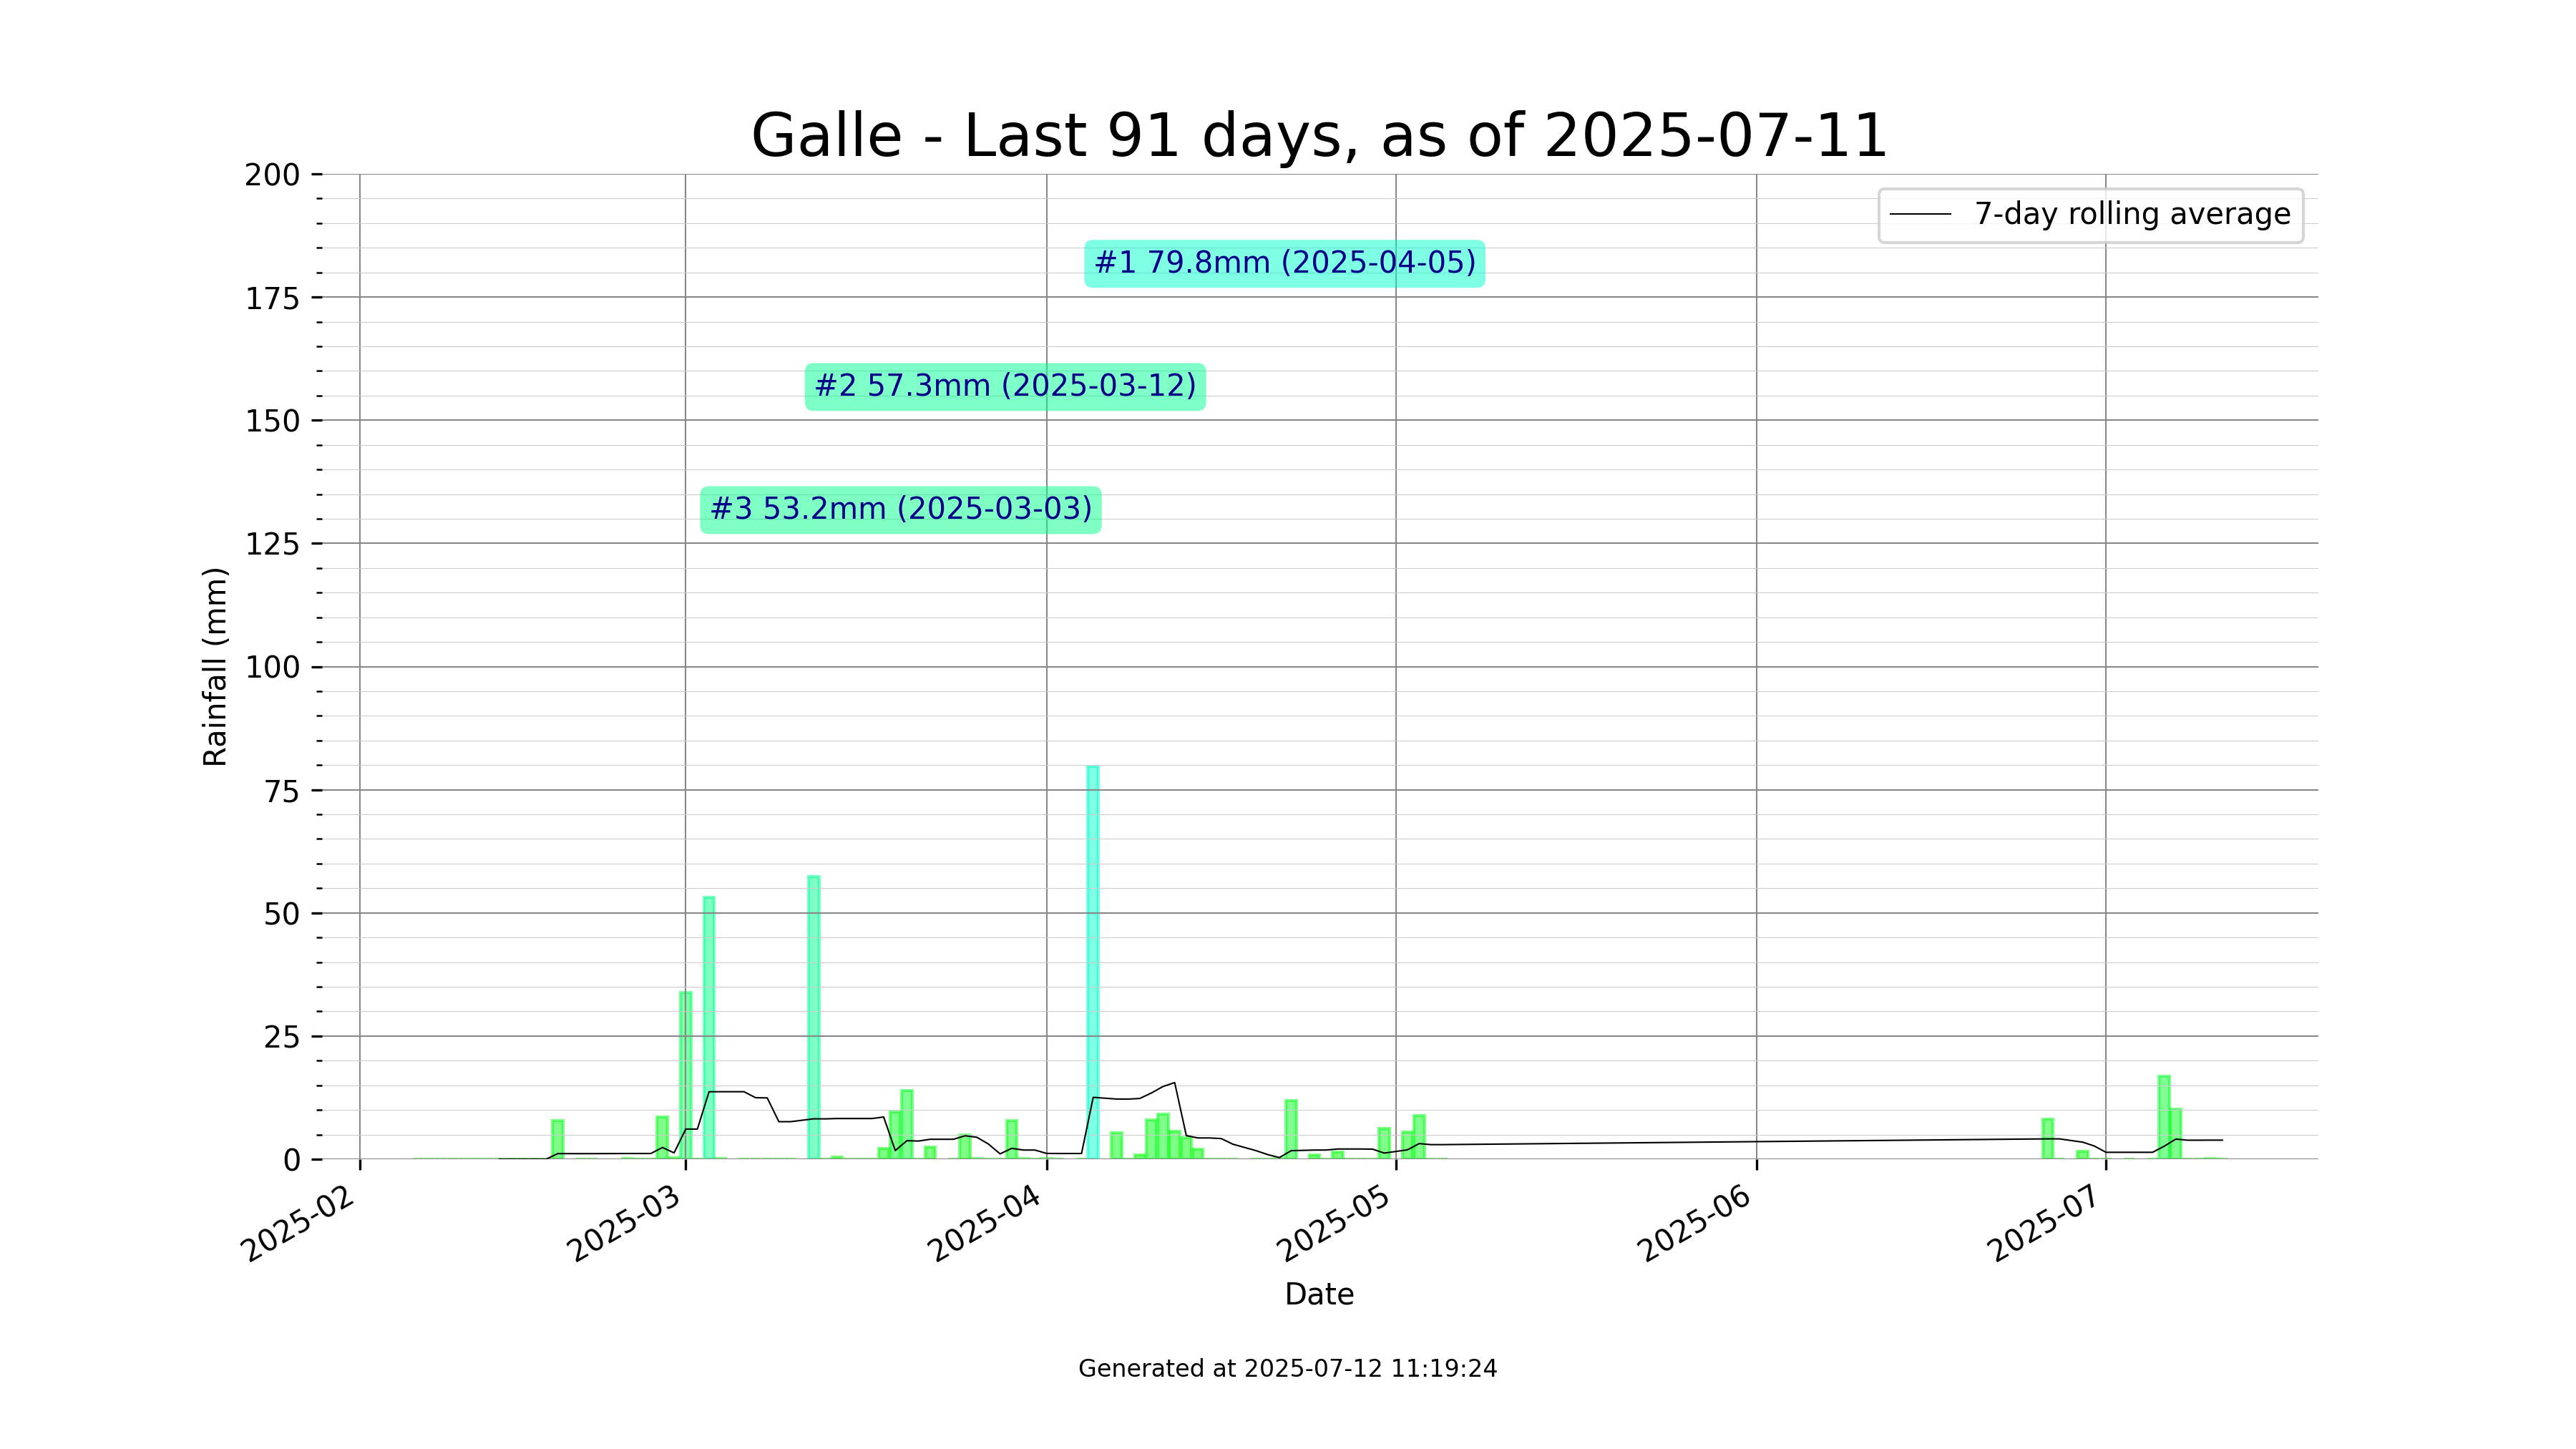 Galle - Last 91 days, as of 2025-07-11
200
175
150
125
100
75
50
25
0
Rainfall (mm)
7-day rolling average
#1 79.8mm (2025-04-05)
#2 57.3mm (2025-03-12)
#3 53.2mm (2025-03-03)
2025-02
2025-03
2025-04
2025-05
2025-06
2025-07
Date
Generated at 2025-07-12 11:19:24